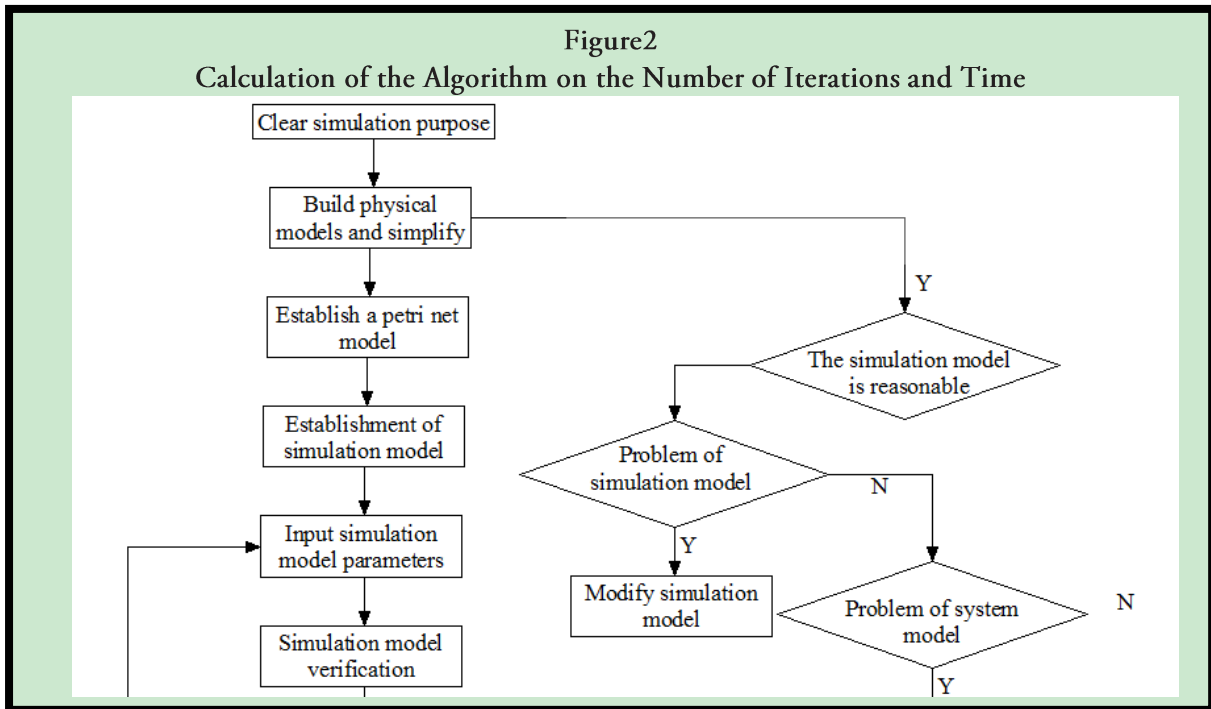 Figure2
Calculation of the Algorithm on the Number of Iterations and Time
Clear simulation purpose
Build physical
models and simplify
Establish a petri net
model
Establishment of
simulation model
Input simulation
model parameters
Simulation model
verification
Y
The simulation model
is reasonable
Problem of
simulation model
N
Y
Modify simulation
model
Problem of system
model
N
Y